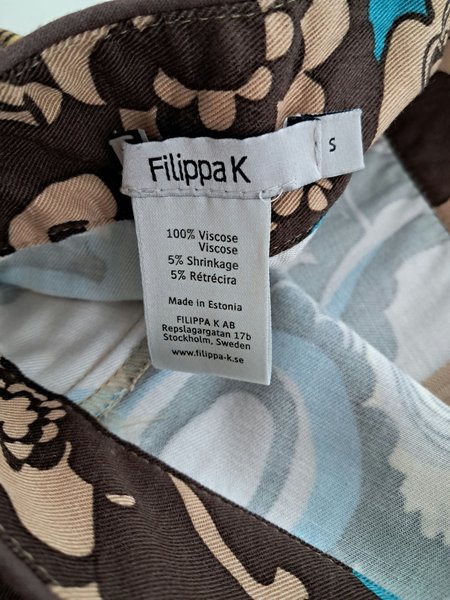 Filippa K
S
100% Viscose
Viscose
5% Shrinkage
5% Rétrécira
Made in Estonia
FILIPPA K AB
Repslagargatan 17b
Stockholm, Sweden
www.filippa-k.se